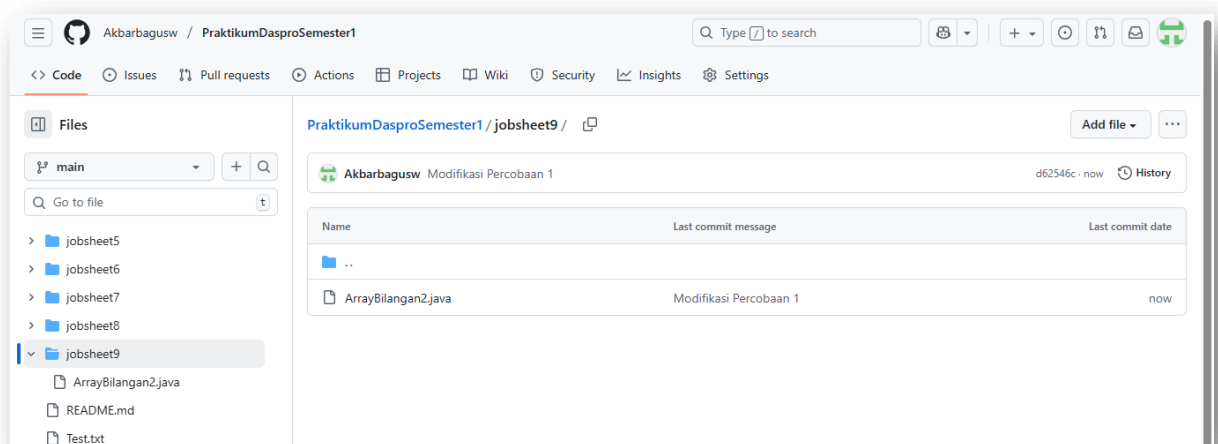 Akbarbagusw / PraktikumDasproSemester1
Type / to search
Code Issues Pull requests Actions Projects Wiki Security Insights Settings
Files
main
Go to file t
jobsheet5
jobsheet6
jobsheet7
jobsheet8
jobsheet9
ArrayBilangan2.java
README.md
Test.txt
PraktikumDasproSemester1 / jobsheet9 /
Add file
Akbarbagusw Modifikasi Percobaan 1 d62546c · now History
Name Last commit message Last commit date
..
ArrayBilangan2.java Modifikasi Percobaan 1 now